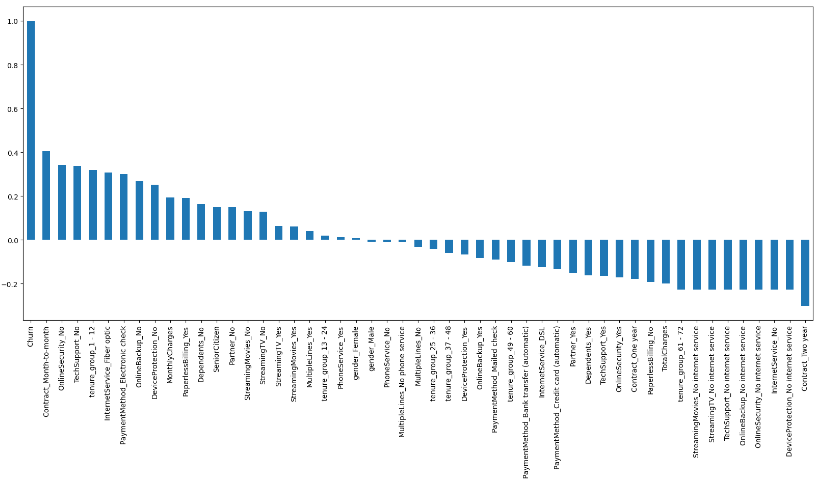 1.0
0.8
0.6
0.4
0.2
0.0
−0.2
Churn
Contract_Month-to-month
OnlineSecurity_No
TechSupport_No
tenure_group_1 - 12
InternetService_Fiber optic
PaymentMethod_Electronic check
OnlineBackup_No
DeviceProtection_No
MonthlyCharges
PaperlessBilling_Yes
Dependents_No
SeniorCitizen
Partner_No
StreamingMovies_No
StreamingTV_No
StreamingTV_Yes
StreamingMovies_Yes
MultipleLines_Yes
tenure_group_13 - 24
PhoneService_Yes
gender_Female
gender_Male
PhoneService_No
MultipleLines_No phone service
MultipleLines_No
tenure_group_25 - 36
tenure_group_37 - 48
DeviceProtection_Yes
OnlineBackup_Yes
PaymentMethod_Mailed check
tenure_group_49 - 60
PaymentMethod_Bank transfer (automatic)
InternetService_DSL
PaymentMethod_Credit card (automatic)
Partner_Yes
Dependents_Yes
TechSupport_Yes
OnlineSecurity_Yes
Contract_One year
PaperlessBilling_No
TotalCharges
tenure_group_61 - 72
StreamingMovies_No internet service
StreamingTV_No internet service
TechSupport_No internet service
OnlineBackup_No internet service
OnlineSecurity_No internet service
InternetService_No
DeviceProtection_No internet service
Contract_Two year